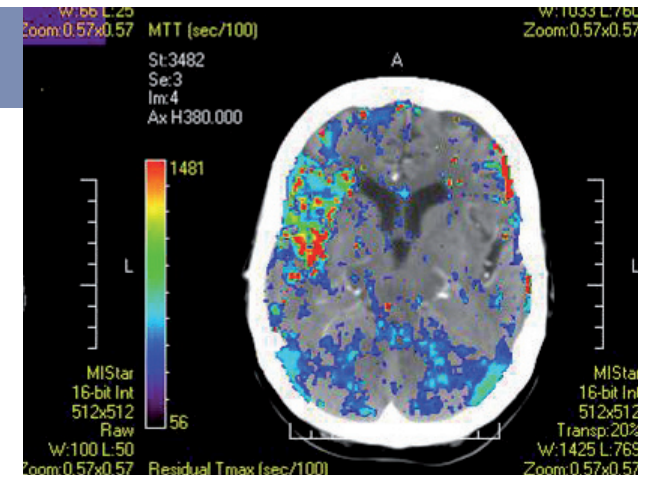 W:66 L:25
Zoom:0.57x0.57
MTT (sec/100)
St:3482
Se:3
Im:4
Ax H380.000
A
W:1033 L:760
Zoom:0.57x0.57
1481
56
L
L
MIStar
16-bit Int
512x512
Raw
W:100 L:50
Zoom:0.57x0.57
Residual Tmax (sec/100)
MIStar
16-bit Int
512x512
Transp:20%
W:1425 L:769
Zoom:0.57x0.57